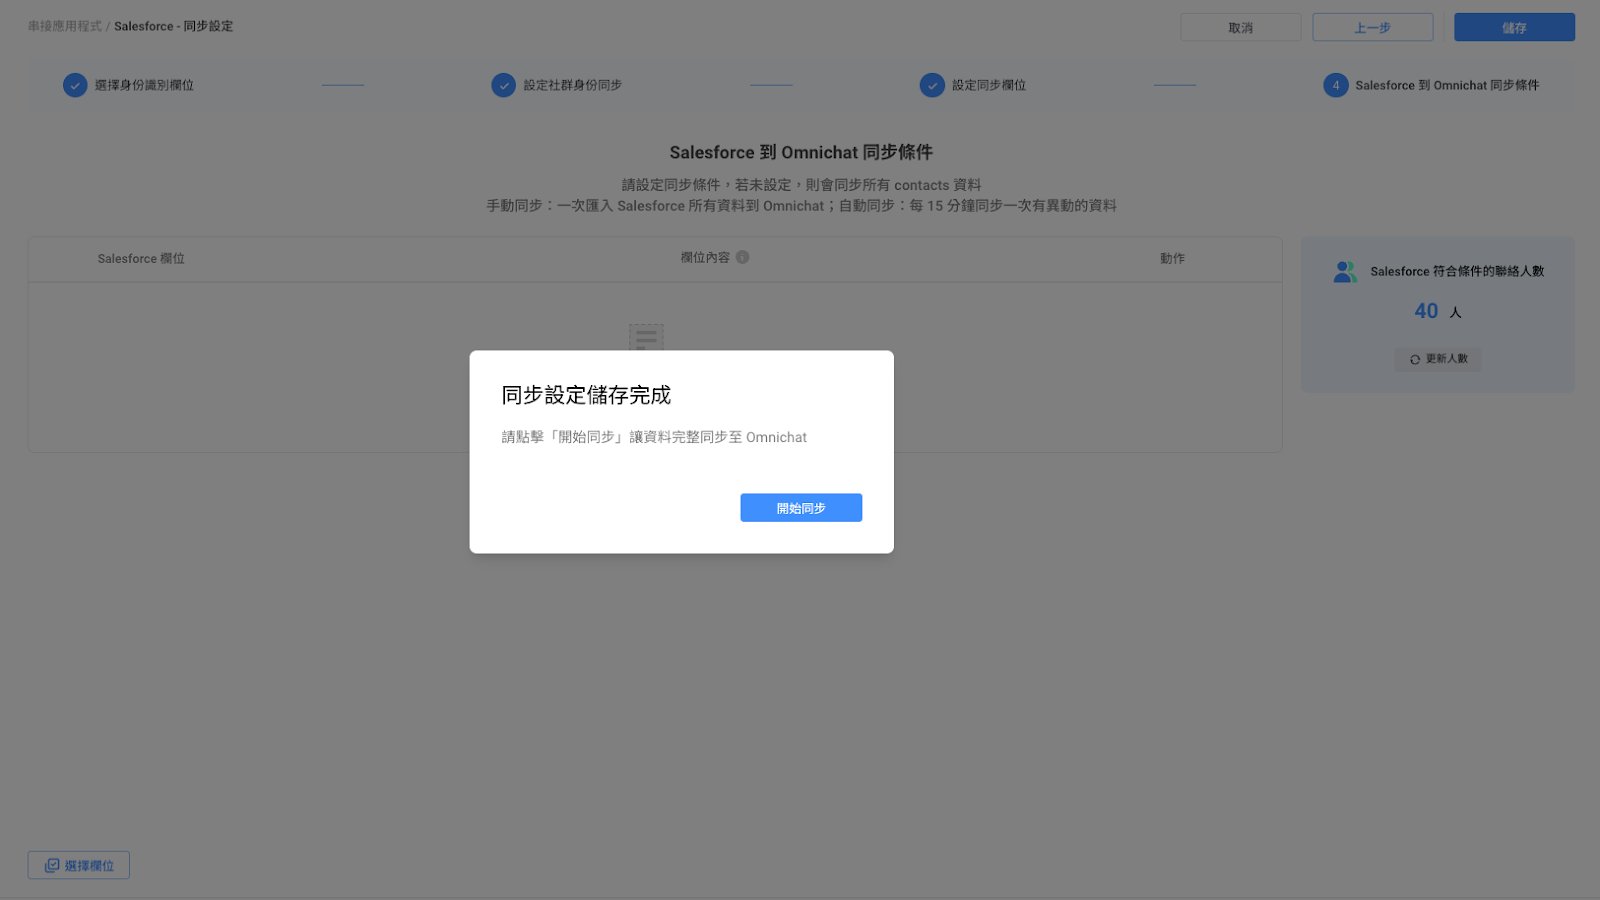 串接應用程式 / Salesforce - 同步設定
取消
上一步
儲存
選擇身份識別欄位
設定社群身份同步
設定同步欄位
4 Salesforce 到 Omnichat 同步條件
Salesforce 到 Omnichat 同步條件
請設定同步條件，若未設定，則會同步所有 contacts 資料
手動同步：一次匯入 Salesforce 所有資料到 Omnichat；自動同步：每 15 分鐘同步一次有異動的資料
Salesforce 欄位
欄位內容
動作
Salesforce 符合條件的聯絡人數
40 人
更新人數
同步設定儲存完成
請點擊「開始同步」讓資料完整同步至 Omnichat
開始同步
選擇欄位